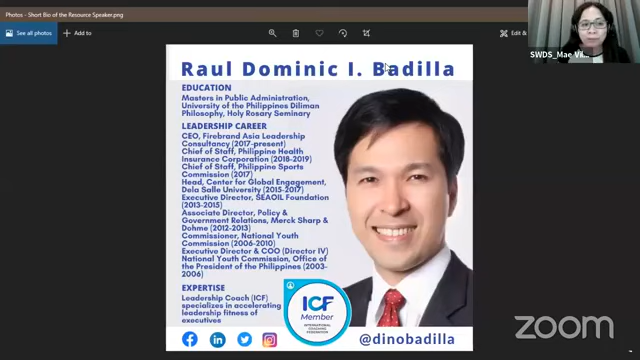 Photos - Short Bio of the Resource Speaker.png
See all photos
Add to
Edit &
SWDS_Mae
Raul Dominic I. Badilla
EDUCATION
Masters in Public Administration,
University of the Philippines Diliman
Philosophy, Holy Rosary Seminary
LEADERSHIP CAREER
CEO, Firebrand Asia Leadership
Consultancy (2017-present)
Chief of Staff, Philippine Health
Insurance Corporation (2018-2019)
Chief of Staff, Philippine Sports
Commission (2017)
Head, Center for Global Engagement,
Dela Salle University (2015-2017)
Executive Director, SEAOIL Foundation
(2013-2015)
Associate Director, Policy &
Government Relations, Merck Sharp &
Dohme (2012-2013)
Commissioner, National Youth
Commission (2006-2010)
Executive Director & COO (Director IV)
National Youth Commission, Office of
the President of the Philippines (2003-
2006)
EXPERTISE
Leadership Coach (ICF)
specializes in accelerating
leadership fitness of
executives
ICF
Member
INTERNATIONAL
COACHING
FEDERATION
@dinobadilla
zoom